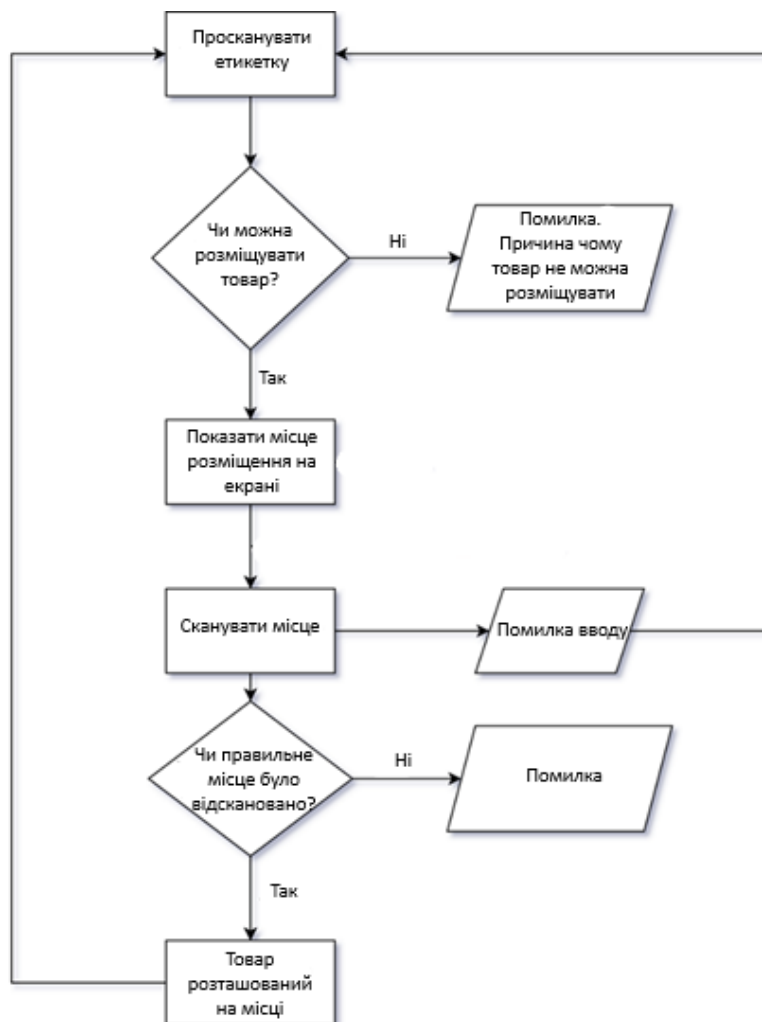 Просканувати
етикетку
Чи можна
розміщувати
товар?
Ні
Помилка.
Причина чому
товар не можна
розміщувати
Так
Показати місце
розміщення на
екрані
Сканувати місце
Помилка вводу
Чи правильне
місце було
відскановано?
Ні
Помилка
Так
Товар
розташований
на місці